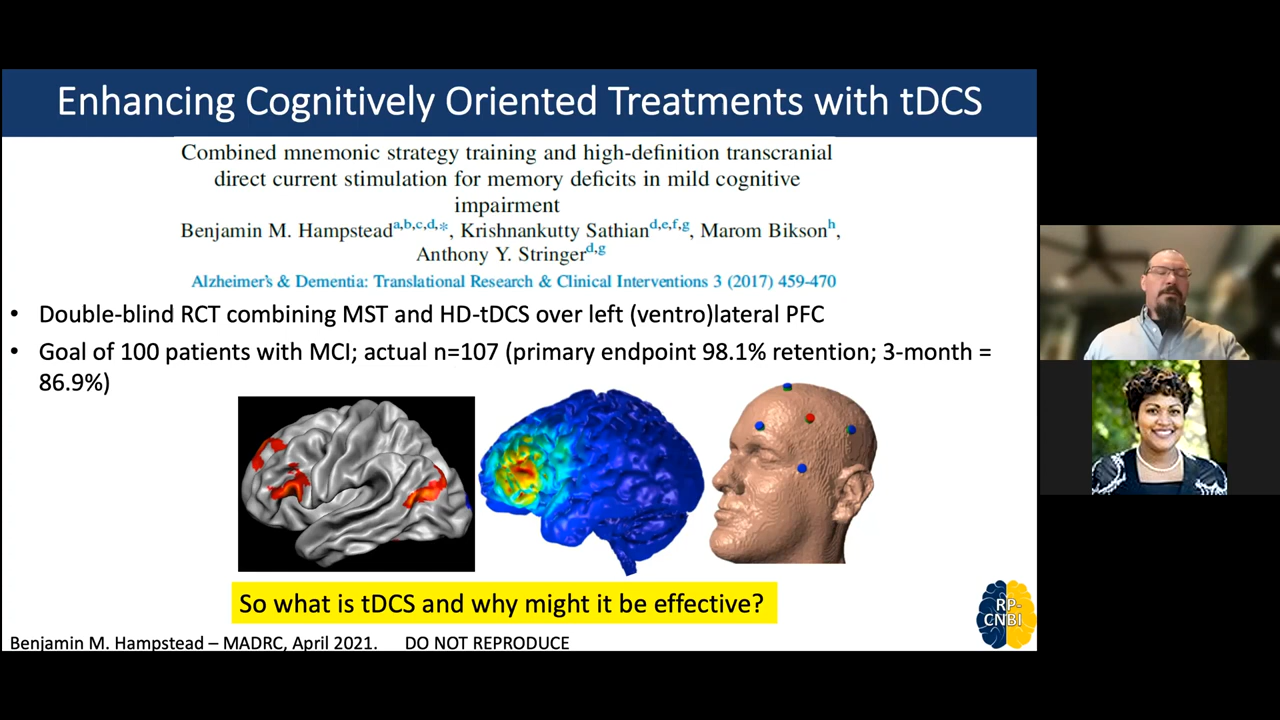 Enhancing Cognitively Oriented Treatments with tDCS
Combined mnemonic strategy training and high-definition transcranial
direct current stimulation for memory deficits in mild cognitive
impairment
Benjamin M. Hampstead^a,b,c,d,*, Krishnankutty Sathian^d,e,f,g, Marom Bikson^h,
Anthony Y. Stringer^d,g
Alzheimer's & Dementia: Translational Research & Clinical Interventions 3 (2017) 459-470
• Double-blind RCT combining MST and HD-tDCS over left (ventro)lateral PFC
• Goal of 100 patients with MCI; actual n=107 (primary endpoint 98.1% retention; 3-month =
86.9%)
So what is tDCS and why might it be effective?
RP-
CNBI
Benjamin M. Hampstead – MADRC, April 2021. DO NOT REPRODUCE